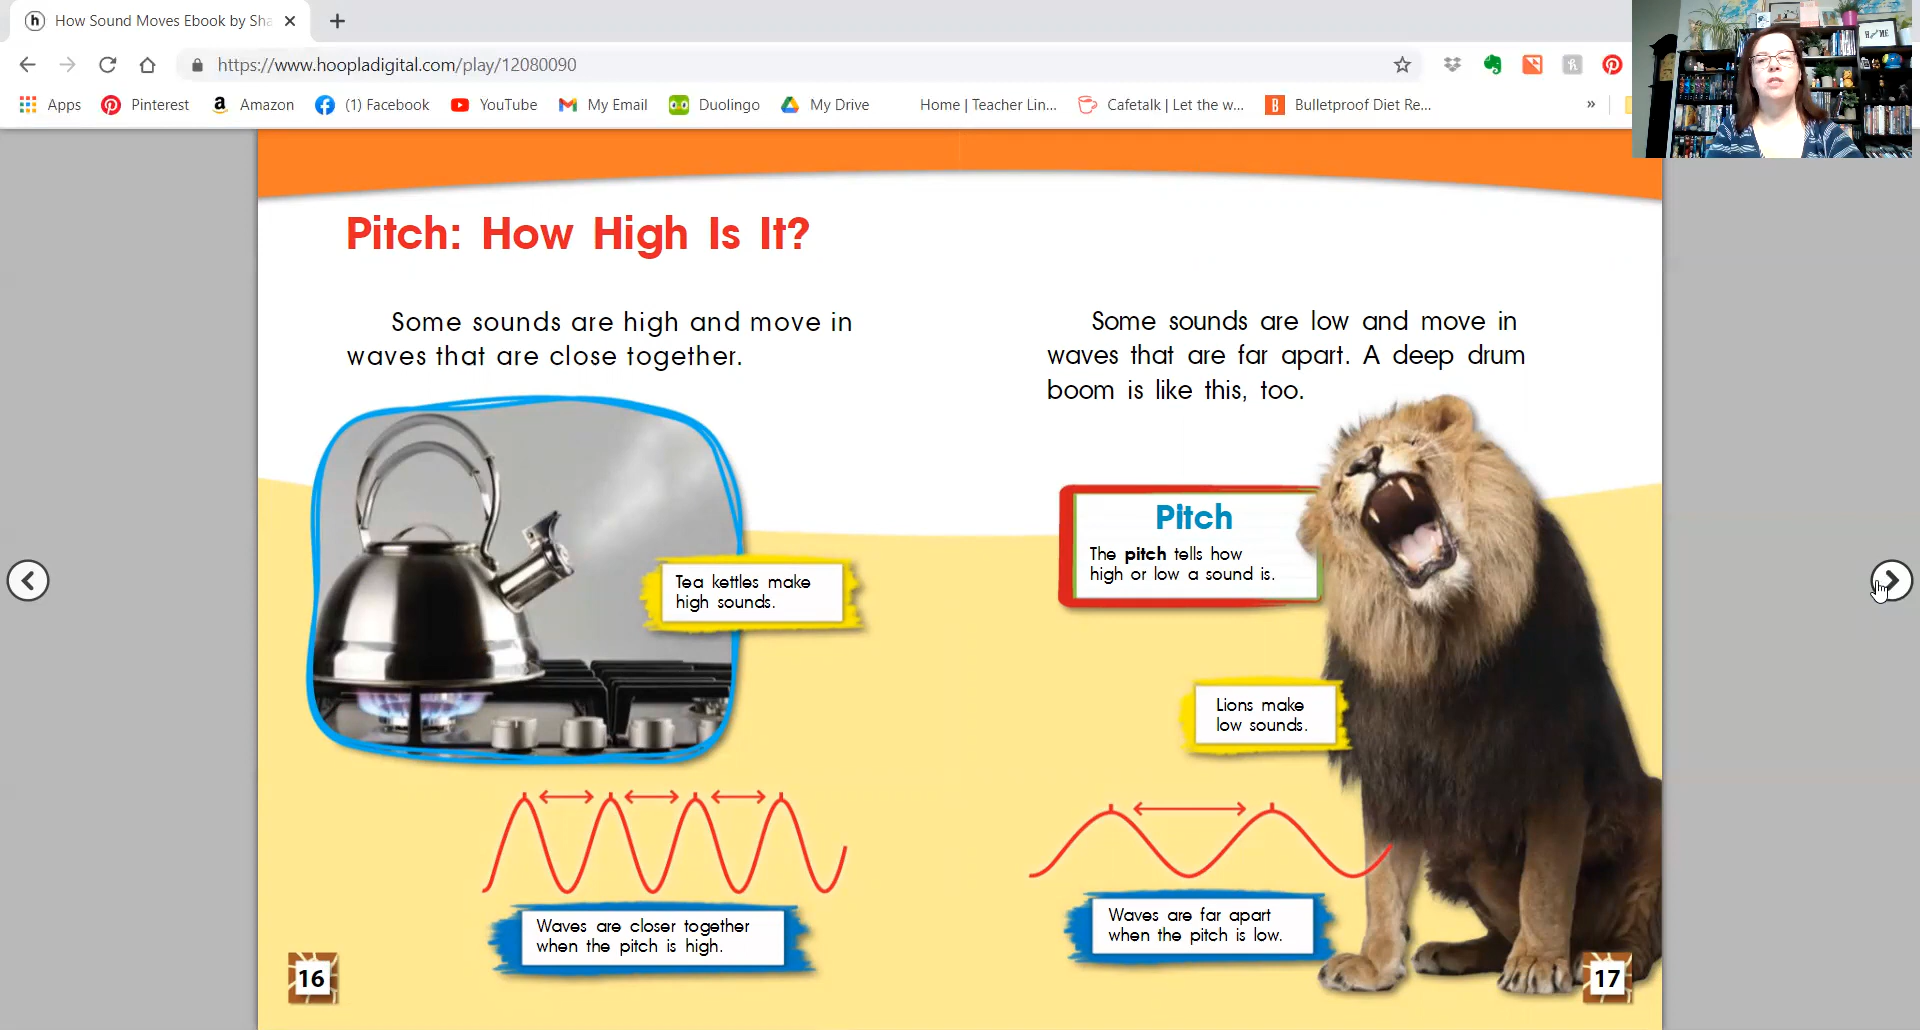 How Sound Moves Ebook by Sha
https://www.hoopladigital.com/play/12080090
Apps Pinterest Amazon (1) Facebook YouTube My Email Duolingo My Drive Home | Teacher Lin... Cafetalk | Let the w... Bulletproof Diet Re... »
Pitch: How High Is It?
Some sounds are high and move in
waves that are close together.
Tea kettles make
high sounds.
Waves are closer together
when the pitch is high.
16
Some sounds are low and move in
waves that are far apart. A deep drum
boom is like this, too.
Pitch
The pitch tells how
high or low a sound is.
Lions make
low sounds.
Waves are far apart
when the pitch is low.
17